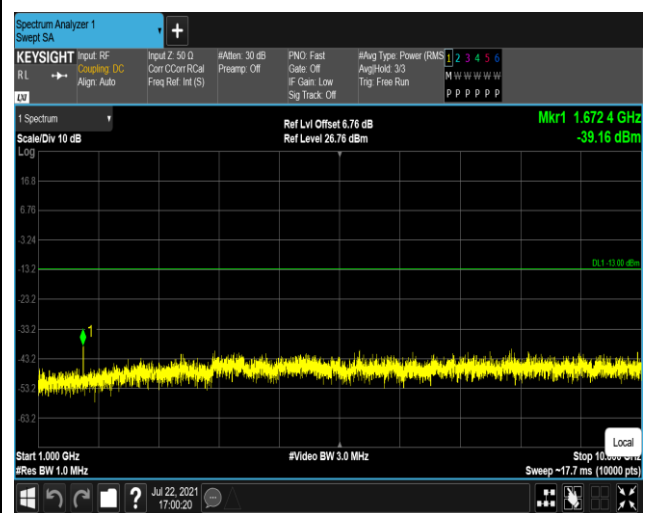 Spectrum Analyzer 1
Swept SA
+
KEYSIGHT
RL
LXI
Input: RF
Coupling: DC
Align: Auto
Input Z: 50 Ω
Corr CCorr RCal
Freq Ref: Int (S)
#Atten: 30 dB
Preamp: Off
PNO: Fast
Gate: Off
IF Gain: Low
Sig Track: Off
#Avg Type: Power (RMS
Avg|Hold: 3/3
Trig: Free Run
1 2 3 4 5 6
M W W W W W
P P P P P P
1 Spectrum
Scale/Div 10 dB
Log
Ref Lvl Offset 6.76 dB
Ref Level 26.76 dBm
Mkr1 1.672 4 GHz
-39.16 dBm
16.8
6.76
-3.24
-13.2
DL1 -13.00 dBm
-23.2
-33.2
1
-43.2
-53.2
-63.2
Local
Start 1.000 GHz
#Video BW 3.0 MHz
Stop 10.000 GHz
#Res BW 1.0 MHz
Sweep ~17.7 ms (10000 pts)
?
Jul 22, 2021
17:00:20